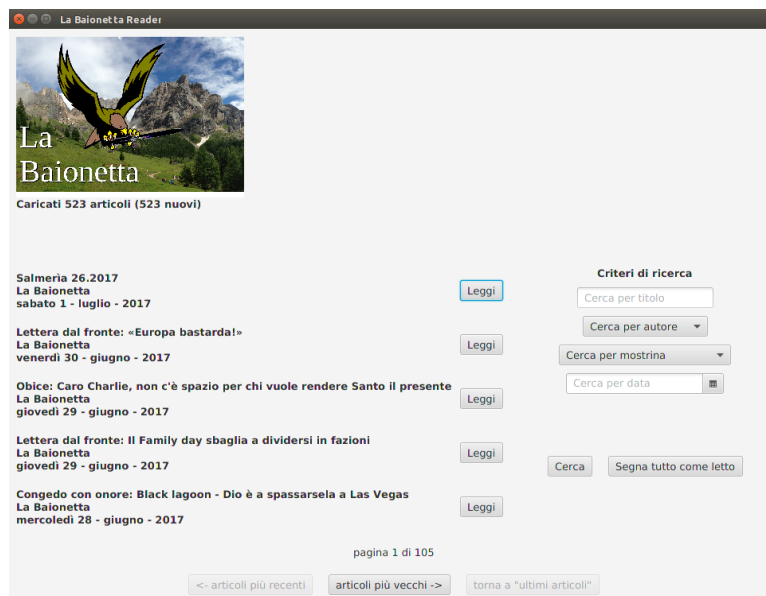 La Baionetta Reader
La
Baionetta
Caricati 523 articoli (523 nuovi)
Salmerìa 26.2017
La Baionetta
sabato 1 - luglio - 2017
Leggi
Lettera dal fronte: «Europa bastarda!»
La Baionetta
venerdì 30 - giugno - 2017
Leggi
Obice: Caro Charlie, non c'è spazio per chi vuole rendere Santo il presente
La Baionetta
giovedì 29 - giugno - 2017
Leggi
Lettera dal fronte: Il Family day sbaglia a dividersi in fazioni
La Baionetta
giovedì 29 - giugno - 2017
Leggi
Congedo con onore: Black lagoon - Dio è a spassarsela a Las Vegas
La Baionetta
mercoledì 28 - giugno - 2017
Leggi
Criteri di ricerca
Cerca per titolo
Cerca per autore
Cerca per mostrina
Cerca per data
Cerca
Segna tutto come letto
pagina 1 di 105
<- articoli più recenti
articoli più vecchi ->
torna a "ultimi articoli"